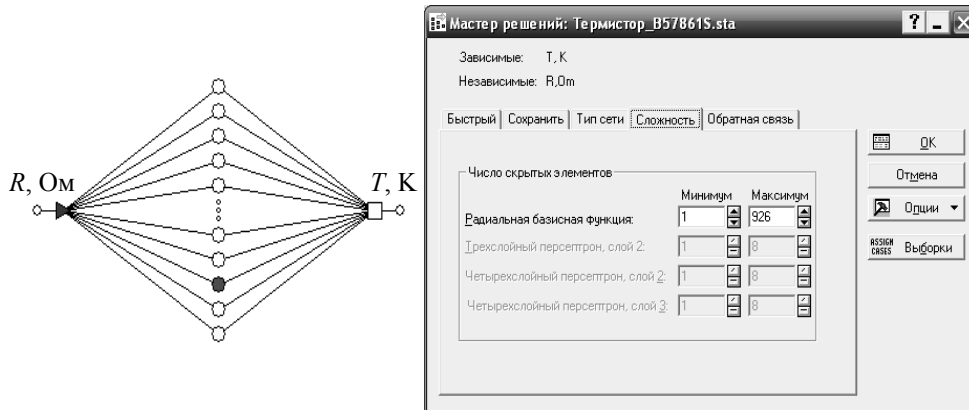 R, Ом
T, К
Мастер решений: Термистор_B57861S.sta
Зависимые: T, K
Независимые: R,Om
Быстрый Сохранить Тип сети Сложность Обратная связь
Число скрытых элементов
Минимум Максимум
Радиальная базисная функция: 1 926
Трехслойный персептрон, слой 2: 1 8
Четырехслойный персептрон, слой 2: 1 8
Четырехслойный персептрон, слой 3: 1 8
OK
Отмена
Опции
ASSIGN CASES Выборки